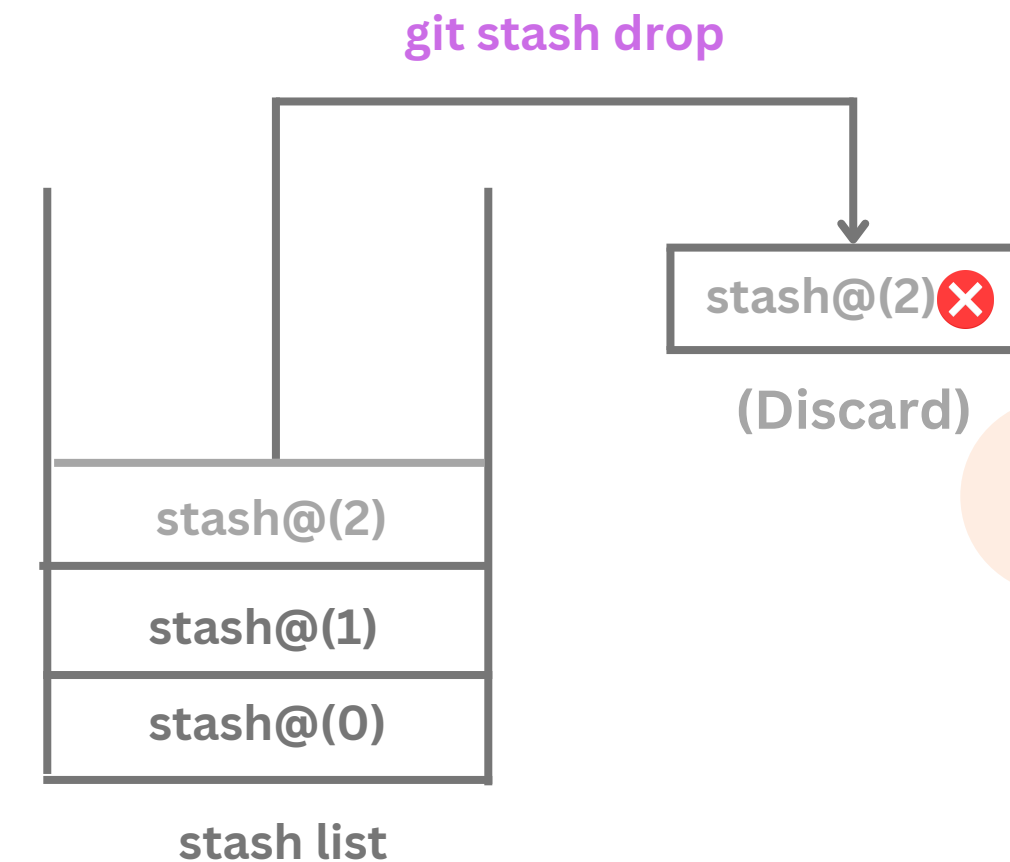 git stash drop
stash@(2)
(Discard)
stash@(2)
stash@(1)
stash@(0)
stash list